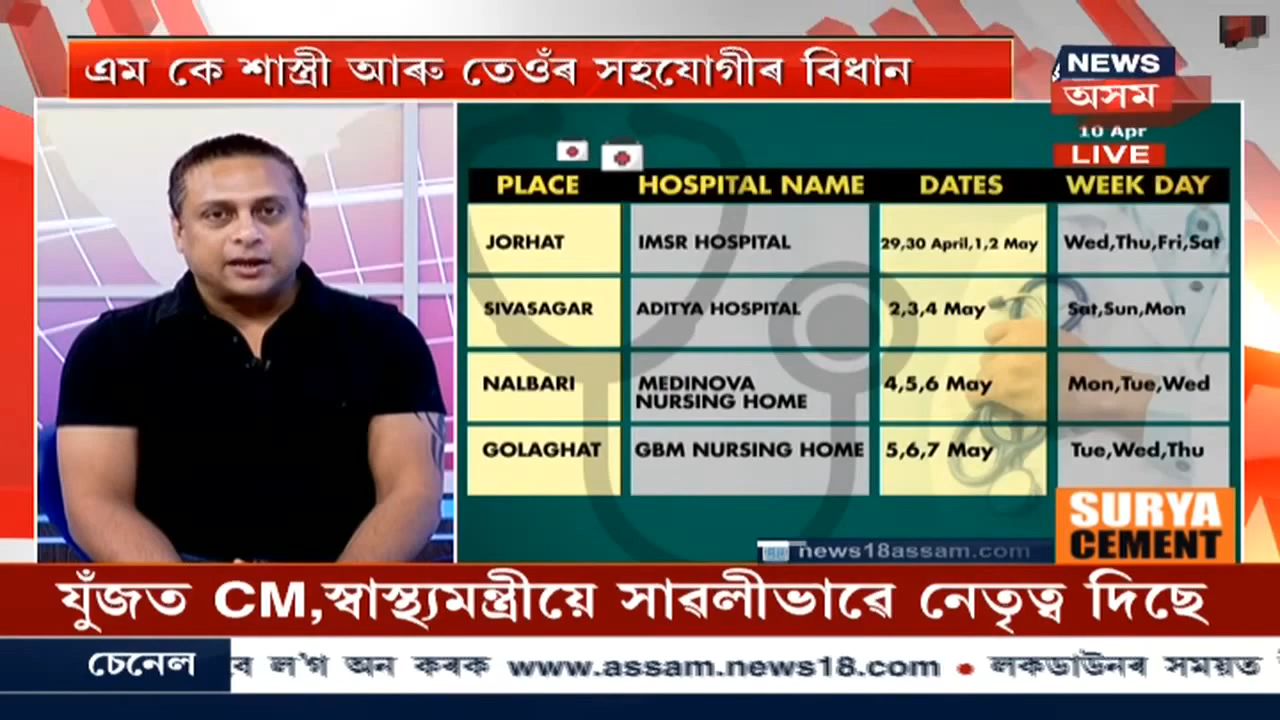 এম কে শাস্ত্ৰী আৰু তেওঁৰ সহযোগীৰ বিধান
NEWS
অসম
10 Apr
LIVE
PLACE HOSPITAL NAME DATES WEEK DAY
JORHAT IMSR HOSPITAL 29,30 April,1,2 May Wed,Thu,Fri,Sat
SIVASAGAR ADITYA HOSPITAL 2,3,4 May Sat,Sun,Mon
NALBARI MEDINOVA NURSING HOME 4,5,6 May Mon,Tue,Wed
GOLAGHAT GBM NURSING HOME 5,6,7 May Tue,Wed,Thu
SURYA
CEMENT
news18assam.com
যুঁজত CM,স্বাস্থ্যমন্ত্ৰীয়ে সাৱলীভাৱে নেতৃত্ব দিছে
চেনেল ল'গ অন কৰক www.assam.news18.com • লকডাউনৰ সময়ত